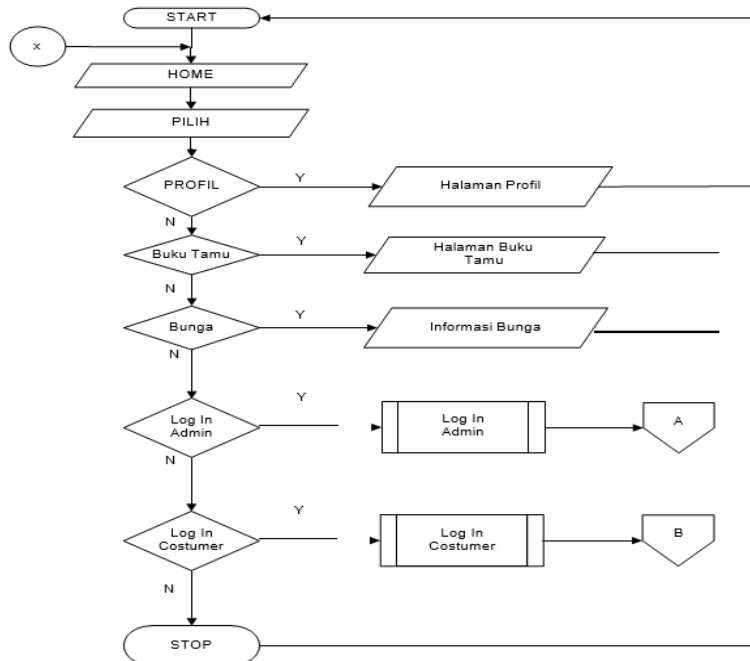 START
X
HOME
PILIH
PROFIL
Y
Halaman Profil
N
Buku Tamu
Y
Halaman Buku
Tamu
N
Bunga
Y
Informasi Bunga
N
Log In
Admin
Y
Log In
Admin
A
N
Log In
Costumer
Y
Log In
Costumer
B
N
STOP